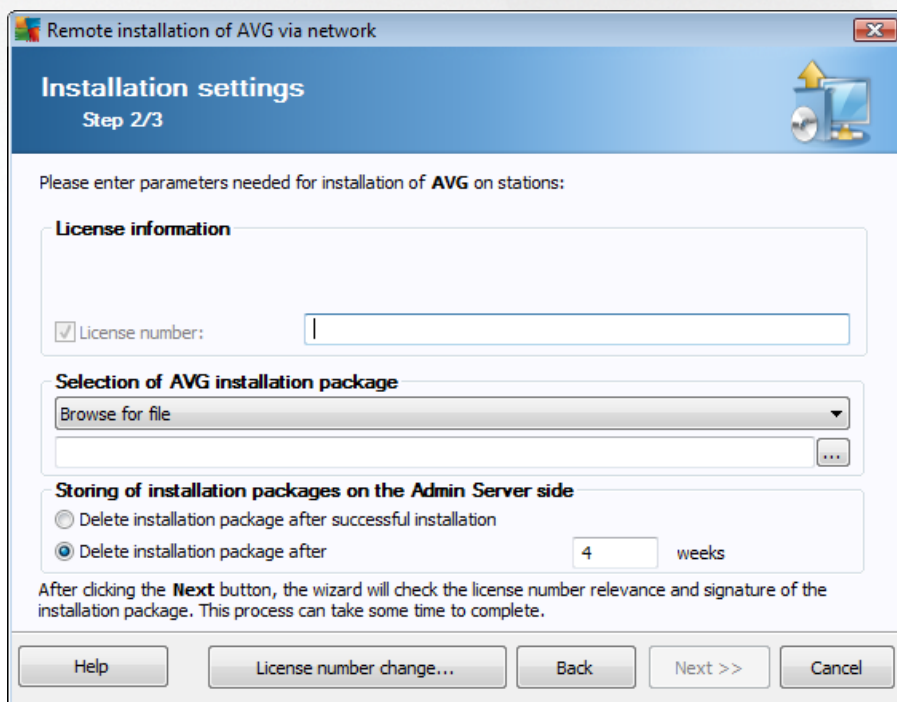 Remote installation of AVG via network
Installation settings
Step 2/3
Please enter parameters needed for installation of AVG on stations:
License information
License number:
Selection of AVG installation package
Browse for file
...
Storing of installation packages on the Admin Server side
Delete installation package after successful installation
Delete installation package after 4 weeks
After clicking the Next button, the wizard will check the license number relevance and signature of the
installation package. This process can take some time to complete.
Help License number change... Back Next >> Cancel